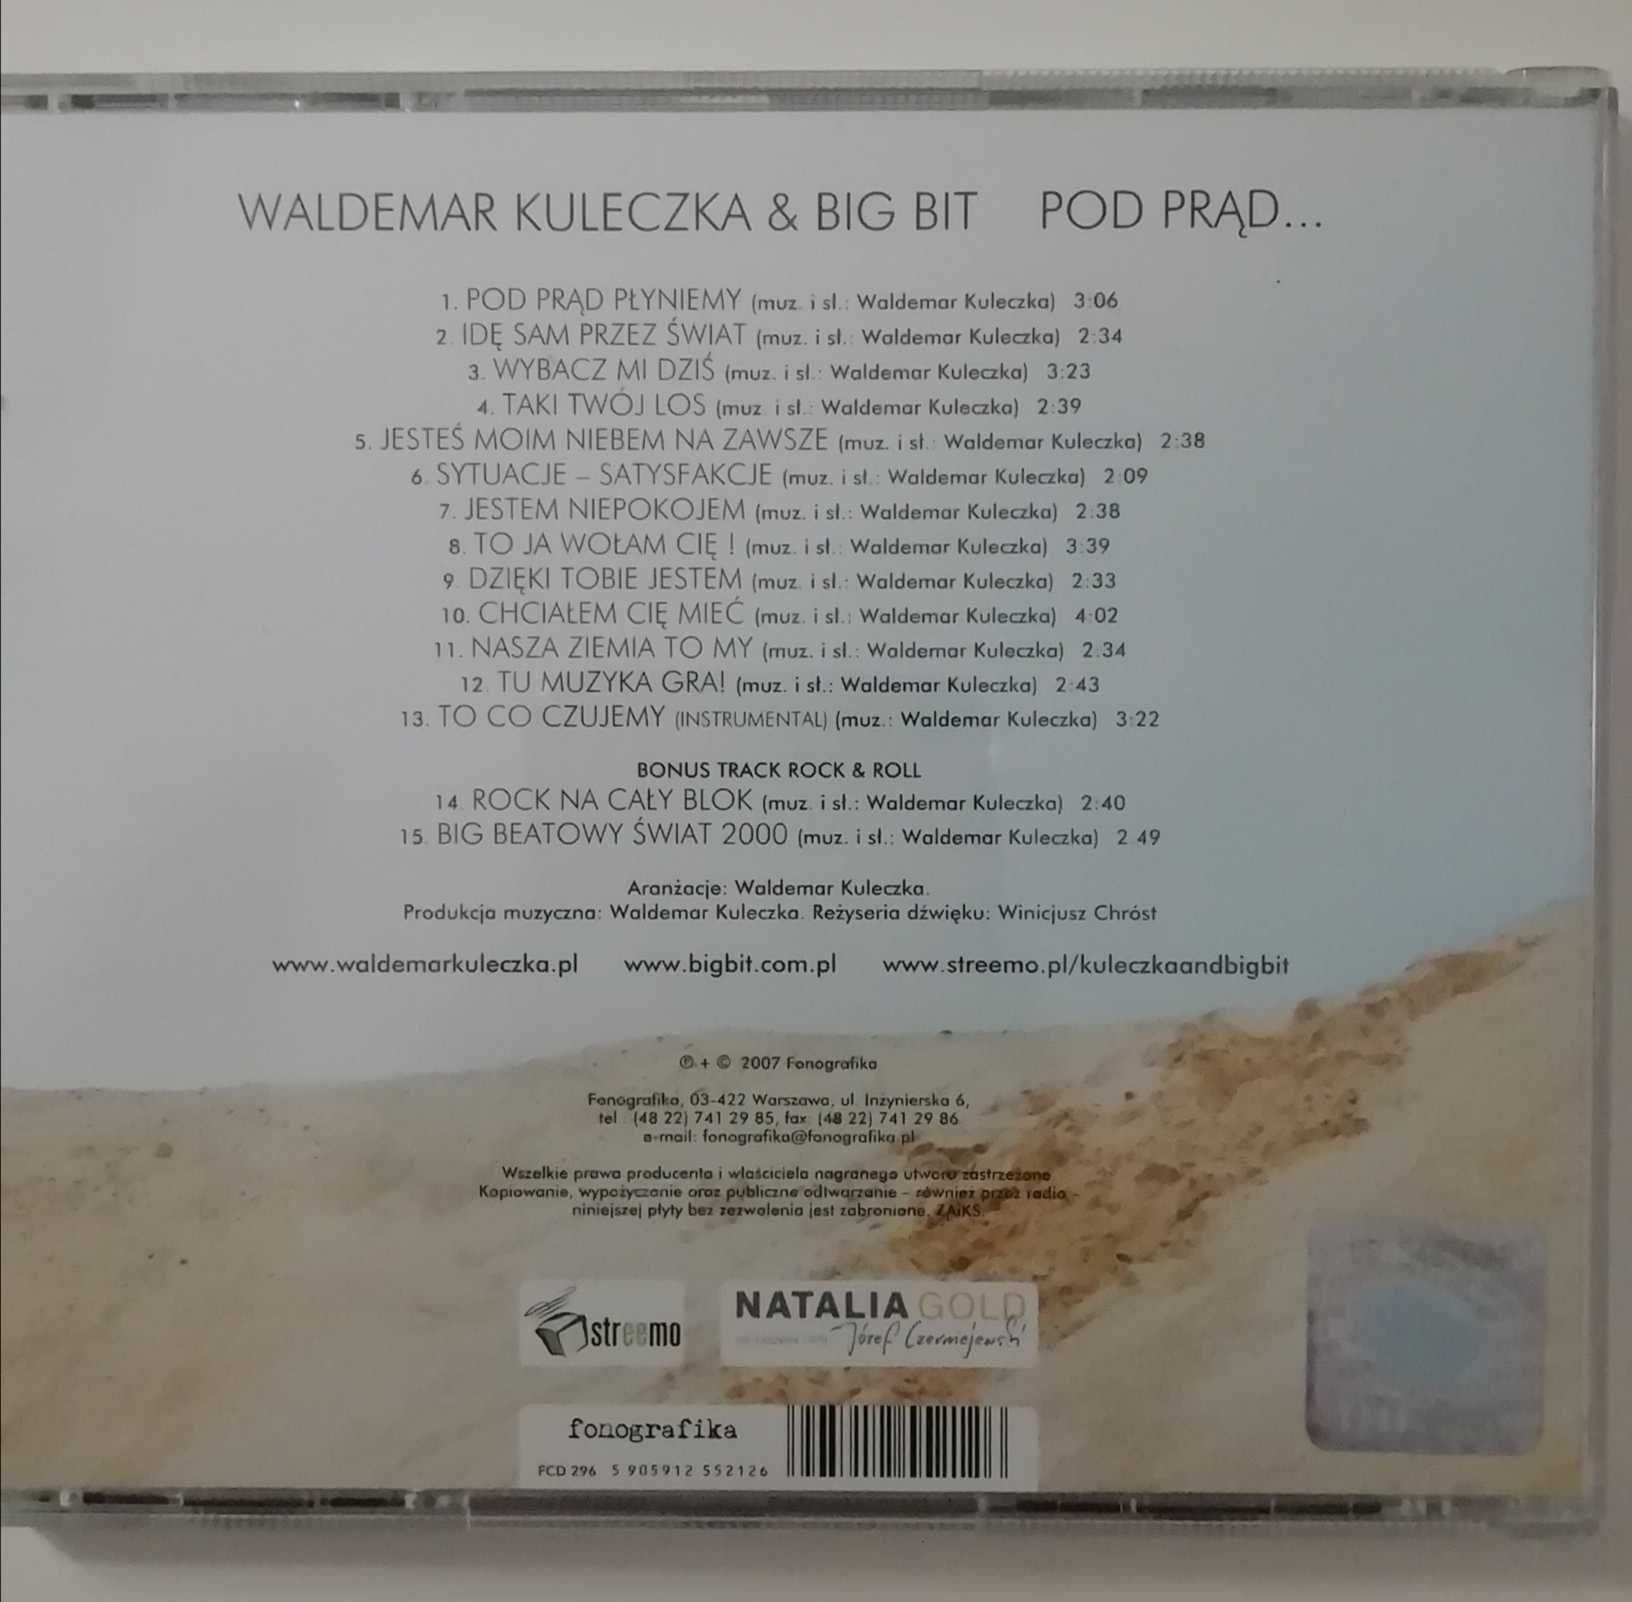 WALDEMAR KULECZKA & BIG BIT POD PRĄD...
1. POD PRĄD PŁYNIEMY (muz. i sł.: Waldemar Kuleczka) 3:06
2. IDĘ SAM PRZEZ ŚWIAT (muz. i sł.: Waldemar Kuleczka) 2:34
3. WYBACZ MI DZIŚ (muz. i sł.: Waldemar Kuleczka) 3:23
4. TAKI TWÓJ LOS (muz. i sł.: Waldemar Kuleczka) 2:39
5. JESTEŚ MOIM NIEBEM NA ZAWSZE (muz. i sł.: Waldemar Kuleczka) 2:38
6. SYTUACJE – SATYSFAKCJE (muz. i sł.: Waldemar Kuleczka) 2:09
7. JESTEM NIEPOKOJEM (muz. i sł.: Waldemar Kuleczka) 2:38
8. TO JA WOŁAM CIĘ ! (muz. i sł.: Waldemar Kuleczka) 3:39
9. DZIĘKI TOBIE JESTEM (muz. i sł.: Waldemar Kuleczka) 2:33
10. CHCIAŁEM CIĘ MIEĆ (muz. i sł.: Waldemar Kuleczka) 4:02
11. NASZA ZIEMIA TO MY (muz. i sł.: Waldemar Kuleczka) 2:34
12. TU MUZYKA GRA! (muz. i sł.: Waldemar Kuleczka) 2:43
13. TO CO CZUJEMY (INSTRUMENTAL) (muz.: Waldemar Kuleczka) 3:22
BONUS TRACK ROCK & ROLL
14. ROCK NA CAŁY BLOK (muz. i sł.: Waldemar Kuleczka) 2:40
15. BIG BEATOWY ŚWIAT 2000 (muz. i sł.: Waldemar Kuleczka) 2:49
Aranżacje: Waldemar Kuleczka.
Produkcja muzyczna: Waldemar Kuleczka. Reżyseria dźwięku: Winicjusz Chróst
www.waldemarkuleczka.pl www.bigbit.com.pl www.streemo.pl/kuleczkaandbigbit
℗ + © 2007 Fonografika
Fonografika, 03-422 Warszawa, ul. Inżynierska 6,
tel.: (48 22) 741 29 85, fax: (48 22) 741 29 86
e-mail: fonografika@fonografika.pl
Wszelkie prawa producenta i właściciela nagranego utworu zastrzeżone
Kopiowanie, wypożyczanie oraz publiczne odtwarzanie – również przez radio –
niniejszej płyty bez zezwolenia jest zabronione. ZAiKS.
streemo
NATALIA GOLD
Józef Czermejewski
fonografika
FCD 296 5 905912 552126